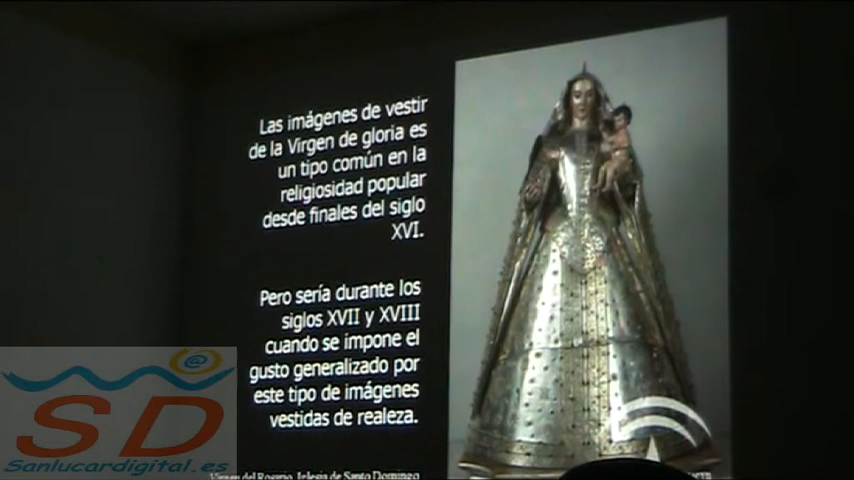 Las imágenes de vestir
de la Virgen de gloria es
un tipo común en la
religiosidad popular
desde finales del siglo
XVI.
Pero sería durante los
siglos XVII y XVIII
cuando se impone el
gusto generalizado por
este tipo de imágenes
vestidas de realeza.
@
SD
Sanlucardigital.es
Virgen del Rosario. Iglesia de Santo Domingo